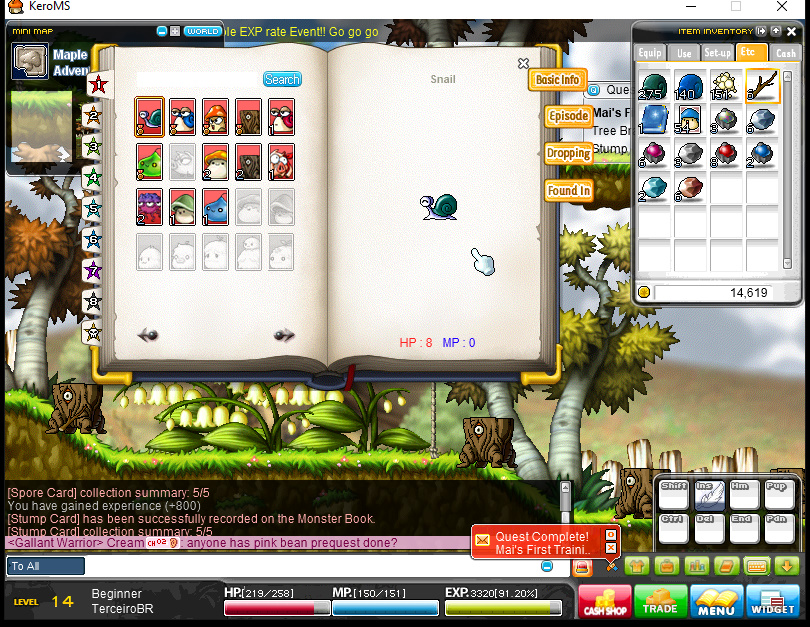 KeroMS
MINI MAP
WORLD
le EXP rate Event!! Go go go
Maple
Adven
Search
Snail
Basic Info
Episode
Dropping
Found In
HP : 8 MP : 0
Que
Mai's F
Tree Br
Stump
ITEM INVENTORY
Equip Use Set-up Etc Cash
275 140 151 6
1 54 3 6
6 3 8 2
2 6
14,619
[Spore Card] collection summary: 5/5
You have gained experience (+800)
[Stump Card] has been successfully recorded on the Monster Book.
[Stump Card] collection summary: 5/5
<Gallant Warrior> Cream CH 02 : anyone has pink bean prequest done?
Quest Complete!
Mai's First Traini..
To All
Shift Ins Hm Pup
Ctrl Del End Pdn
LEVEL 14
Beginner
TerceiroBR
HP.[219/258] MP.[150/151] EXP.3320[91.20%]
CASH SHOP
TRADE
MENU
WIDGET